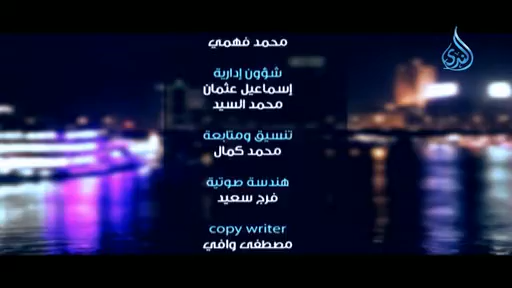 محمد فهمي
شؤون إدارية
إسماعيل عثمان
محمد السيد
تنسيق ومتابعة
محمد كمال
هندسة صوتية
فرج سعيد
copy writer
مصطفى وافي
الندى